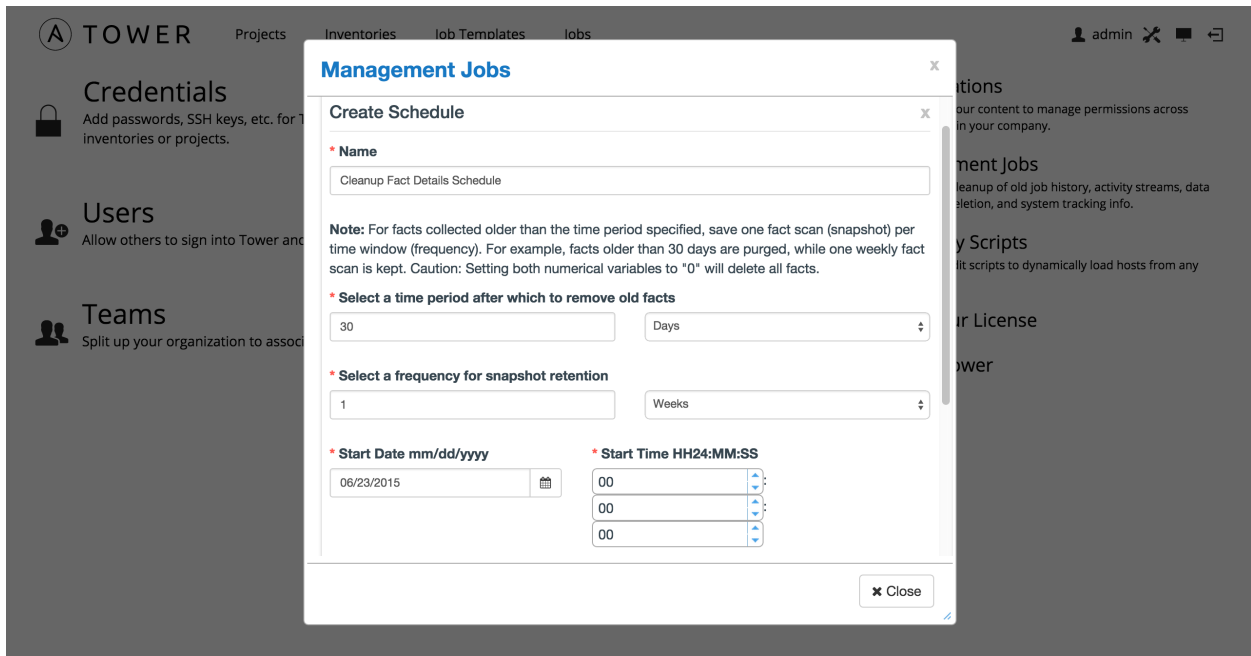 TOWER
Projects
Inventories
Job Templates
Jobs
admin
Credentials
Add passwords, SSH keys, etc. for
inventories or projects.
Users
Allow others to sign into Tower and
Teams
Split up your organization to
our content to manage permissions across
in your company.
Jobs
of old job history, activity streams, data
and system tracking info.
Scripts
scripts to dynamically load hosts from any
License
Management Jobs
x
Create Schedule
x
* Name
Cleanup Fact Details Schedule
Note: For facts collected older than the time period specified, save one fact scan (snapshot) per
time window (frequency). For example, facts older than 30 days are purged, while one weekly fact
scan is kept. Caution: Setting both numerical variables to "0" will delete all facts.
* Select a time period after which to remove old facts
30
Days
* Select a frequency for snapshot retention
1
Weeks
* Start Date mm/dd/yyyy
* Start Time HH24:MM:SS
06/23/2015
00 :
00 :
00
Close